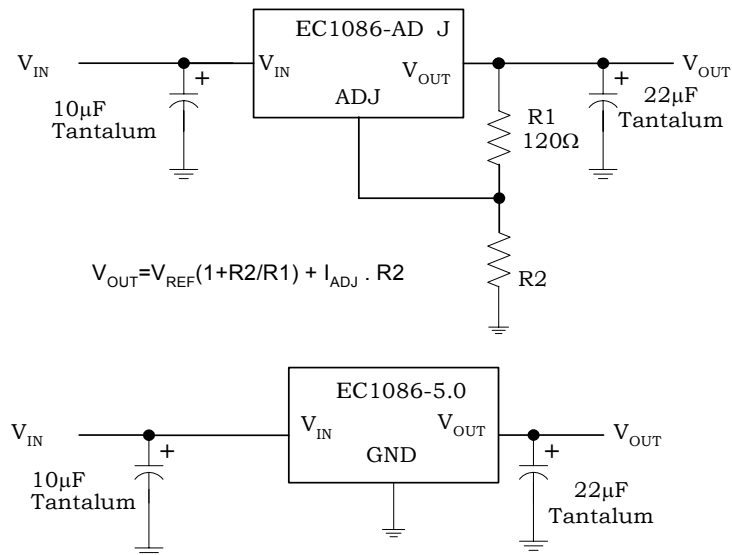 EC1086-AD J
V_IN
V_IN
V_OUT
V_OUT
ADJ
+
+
10μF
Tantalum
R1
120Ω
22μF
Tantalum
V_OUT=V_REF(1+R2/R1) + I_ADJ . R2
R2
EC1086-5.0
V_IN
V_IN
V_OUT
V_OUT
GND
+
+
10μF
Tantalum
22μF
Tantalum